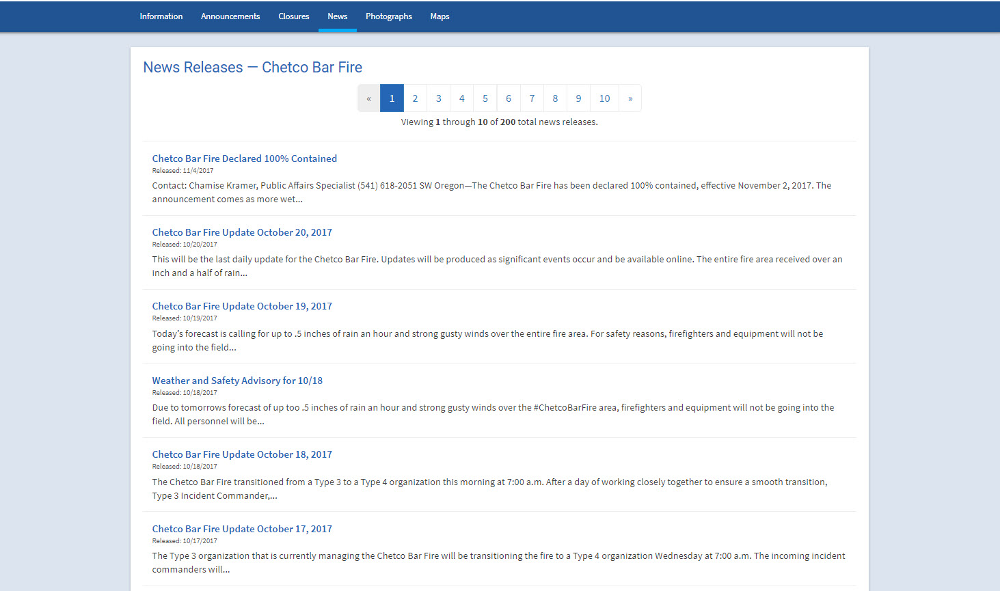 Information Announcements Closures News Photographs Maps
News Releases — Chetco Bar Fire
« 1 2 3 4 5 6 7 8 9 10 »
Viewing 1 through 10 of 200 total news releases.
Chetco Bar Fire Declared 100% Contained
Released: 11/4/2017
Contact: Chamise Kramer, Public Affairs Specialist (541) 618-2051 SW Oregon—The Chetco Bar Fire has been declared 100% contained, effective November 2, 2017. The
announcement comes as more wet...
Chetco Bar Fire Update October 20, 2017
Released: 10/20/2017
This will be the last daily update for the Chetco Bar Fire. Updates will be produced as significant events occur and be available online. The entire fire area received over an
inch and a half of rain...
Chetco Bar Fire Update October 19, 2017
Released: 10/19/2017
Today’s forecast is calling for up to .5 inches of rain an hour and strong gusty winds over the entire fire area. For safety reasons, firefighters and equipment will not be
going into the field...
Weather and Safety Advisory for 10/18
Released: 10/18/2017
Due to tomorrows forecast of up too .5 inches of rain an hour and strong gusty winds over the #ChetcoBarFire area, firefighters and equipment will not be going into the
field. All personnel will be...
Chetco Bar Fire Update October 18, 2017
Released: 10/18/2017
The Chetco Bar Fire transitioned from a Type 3 to a Type 4 organization this morning at 7:00 a.m. After a day of working closely together to ensure a smooth transition,
Type 3 Incident Commander,...
Chetco Bar Fire Update October 17, 2017
Released: 10/17/2017
The Type 3 organization that is currently managing the Chetco Bar Fire will be transitioning the fire to a Type 4 organization Wednesday at 7:00 a.m. The incoming incident
commanders will...